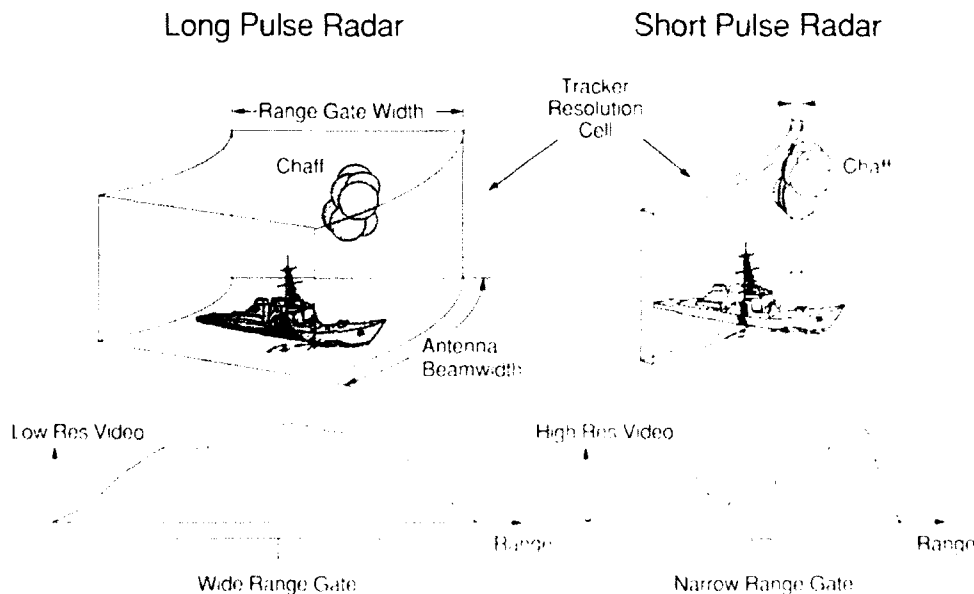 Long Pulse Radar
Short Pulse Radar
Range Gate Width
Tracker
Resolution
Cell
Chaff
Chaff
Antenna
Beamwidth
Low Res Video
High Res Video
Range
Range
Wide Range Gate
Narrow Range Gate